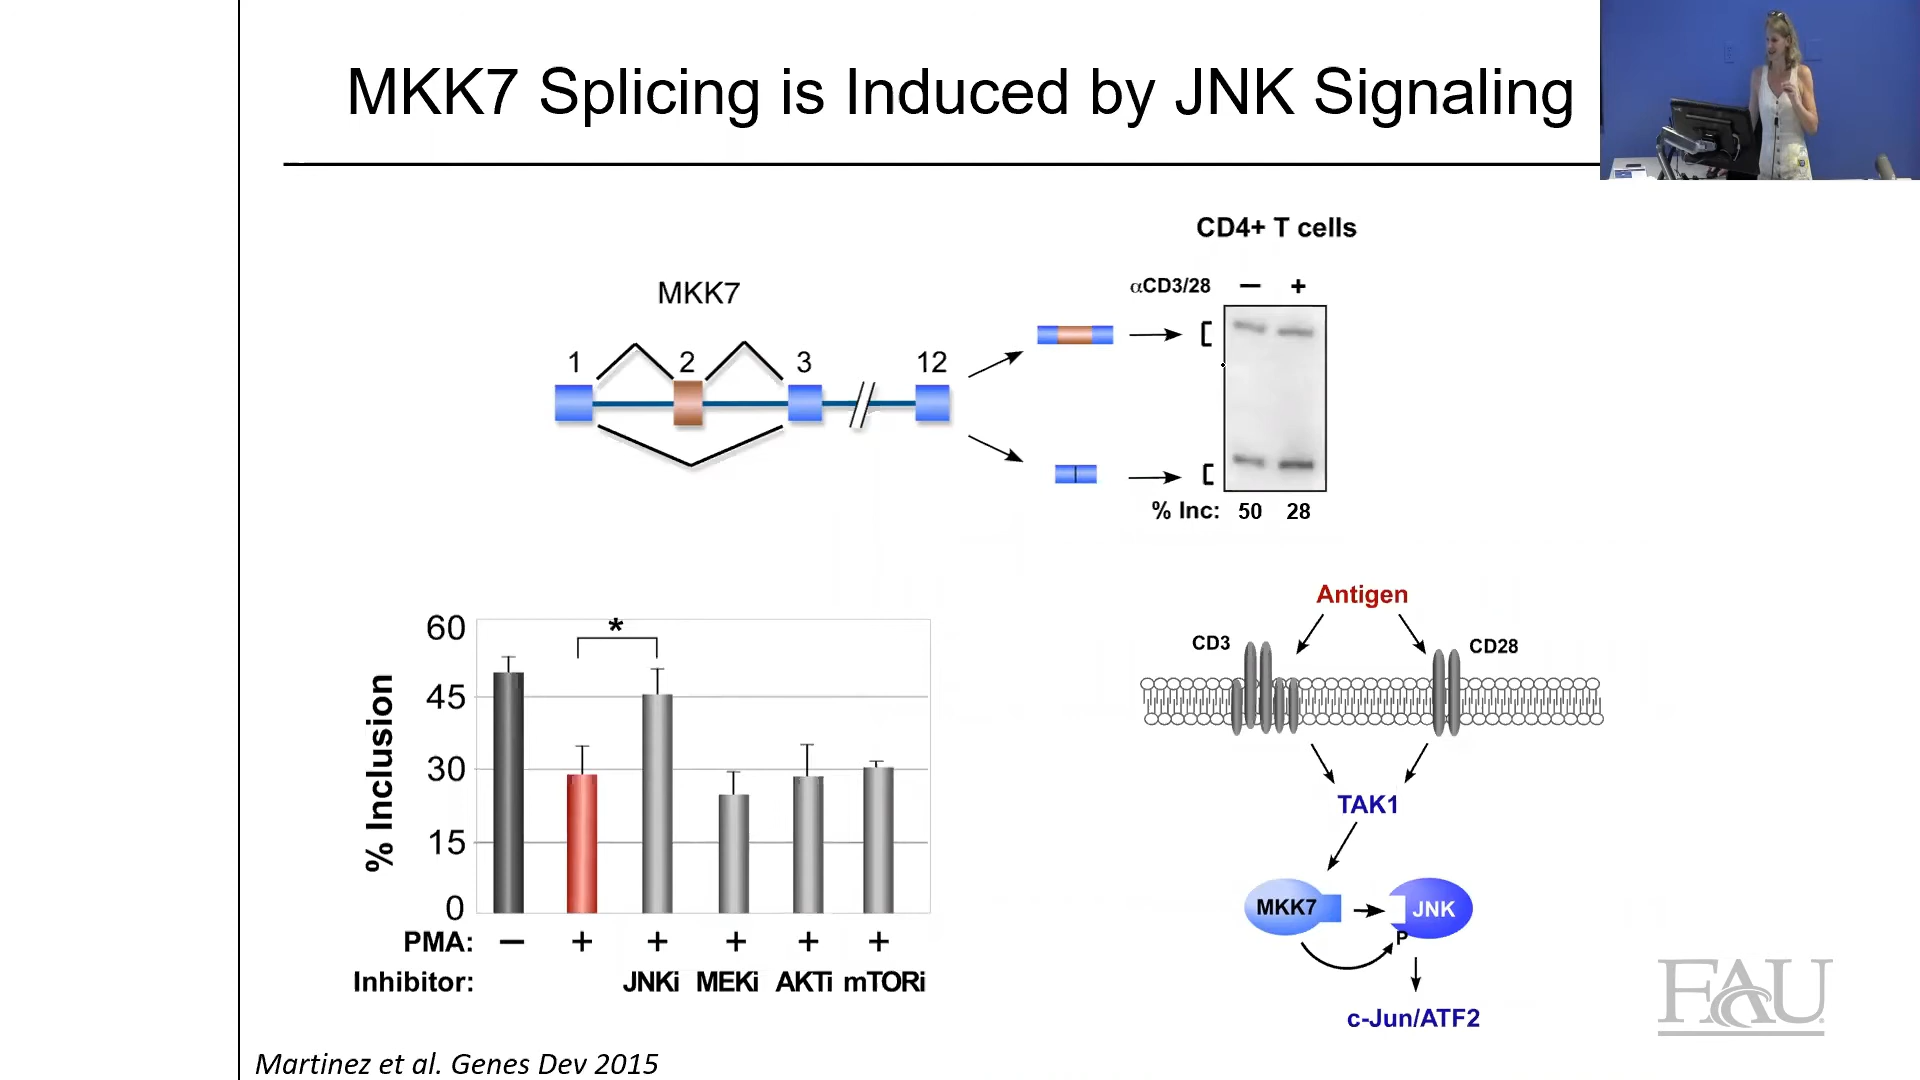 MKK7 Splicing is Induced by JNK Signaling
CD4+ T cells
αCD3/28 – +
MKK7
1 2 3 12
% Inc: 50 28
60
45
30
15
0
% Inclusion
*
PMA: – + + + + +
Inhibitor: JNKi MEKi AKTi mTORi
Antigen
CD3 CD28
TAK1
MKK7 JNK
P
c-Jun/ATF2
FAU
Martinez et al. Genes Dev 2015